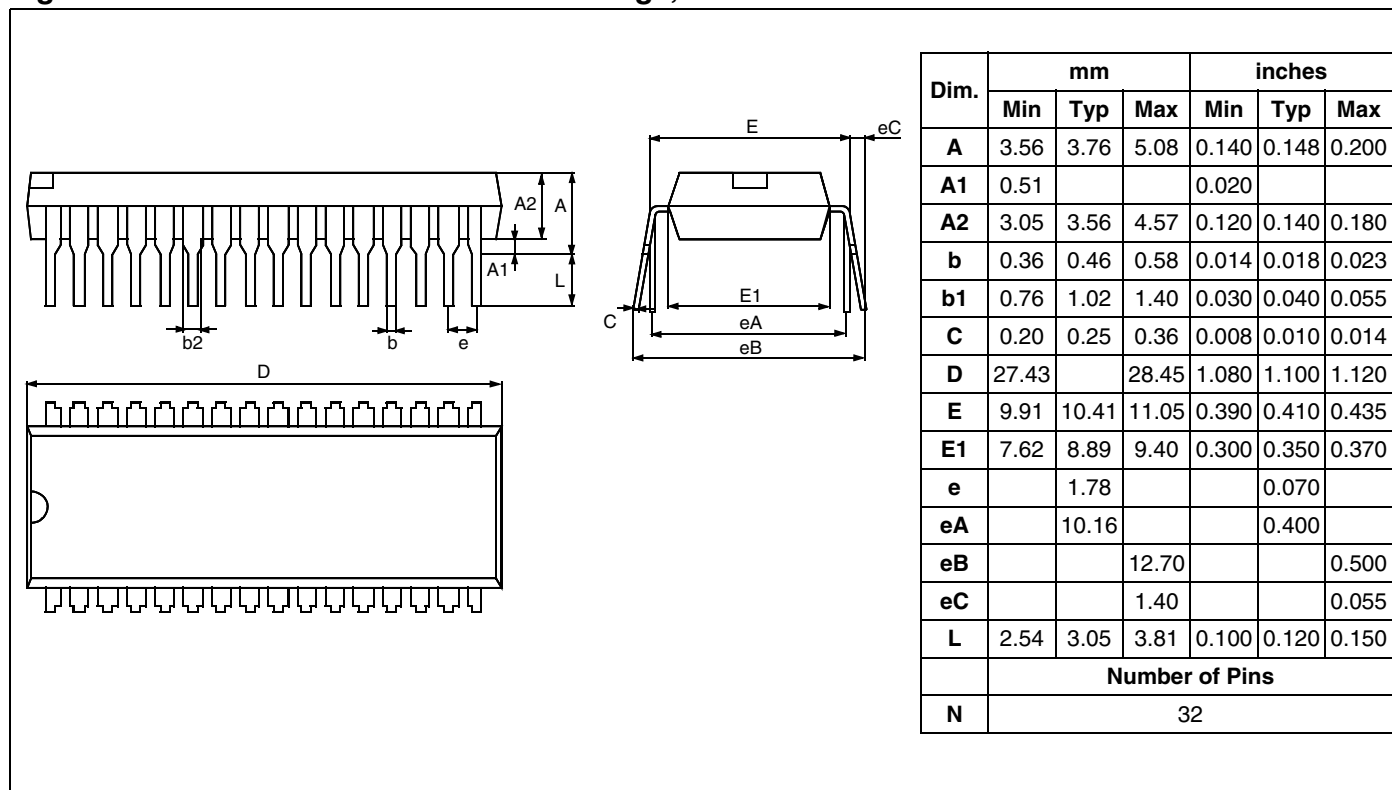 A2
A
A1
L
b2
b
e
D
E
eC
C
E1
eA
eB
Dim. mm inches
Min Typ Max Min Typ Max
A 3.56 3.76 5.08 0.140 0.148 0.200
A1 0.51 0.020
A2 3.05 3.56 4.57 0.120 0.140 0.180
b 0.36 0.46 0.58 0.014 0.018 0.023
b1 0.76 1.02 1.40 0.030 0.040 0.055
C 0.20 0.25 0.36 0.008 0.010 0.014
D 27.43 28.45 1.080 1.100 1.120
E 9.91 10.41 11.05 0.390 0.410 0.435
E1 7.62 8.89 9.40 0.300 0.350 0.370
e 1.78 0.070
eA 10.16 0.400
eB 12.70 0.500
eC 1.40 0.055
L 2.54 3.05 3.81 0.100 0.120 0.150
Number of Pins
N 32